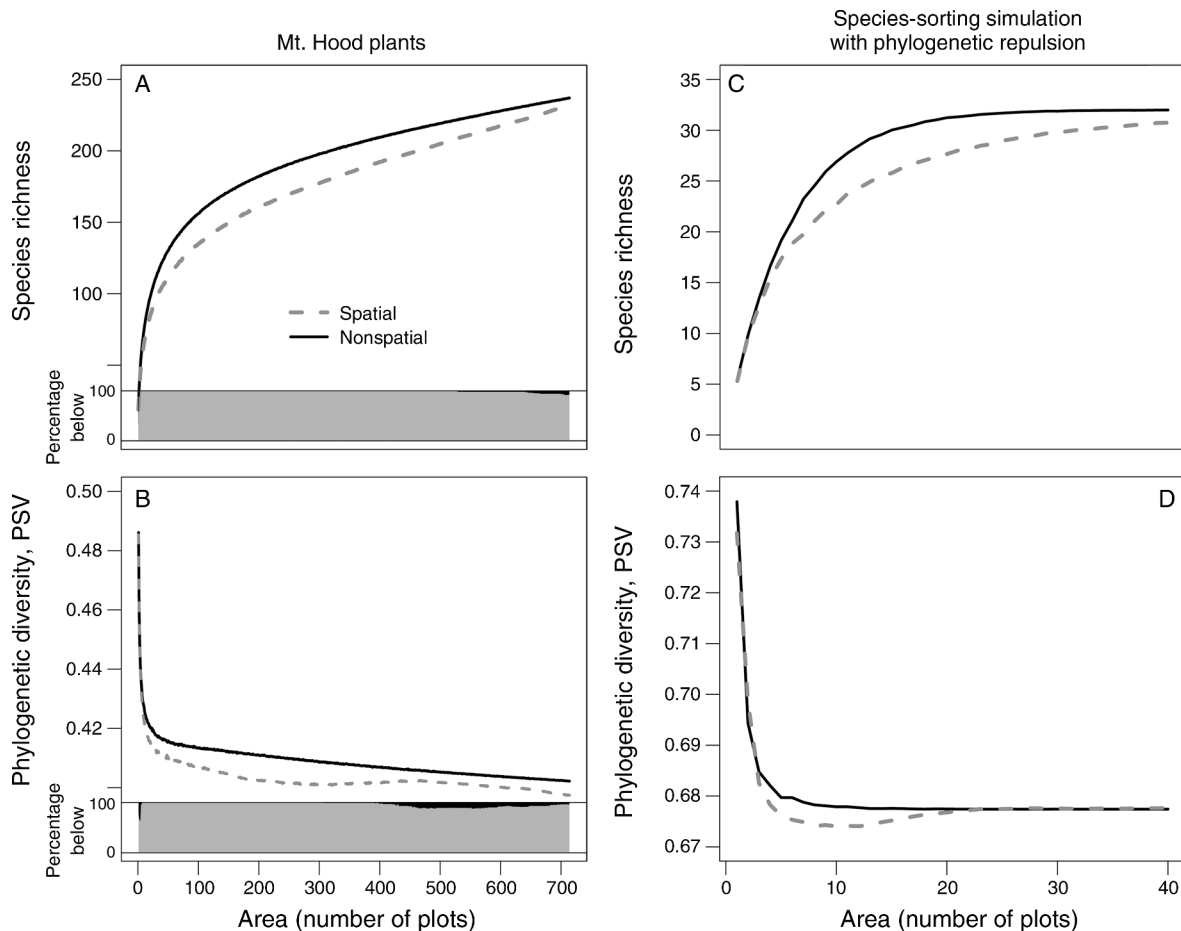 Mt. Hood plants
Species-sorting simulation
with phylogenetic repulsion
A
Species richness
250
200
150
100
Spatial
Nonspatial
Percentage
below
100
0
C
Species richness
35
30
25
20
15
10
5
0
B
Phylogenetic diversity, PSV
0.50
0.48
0.46
0.44
0.42
Percentage
below
100
0
0 100 200 300 400 500 600 700
Area (number of plots)
D
Phylogenetic diversity, PSV
0.74
0.73
0.72
0.71
0.70
0.69
0.68
0.67
0 10 20 30 40
Area (number of plots)